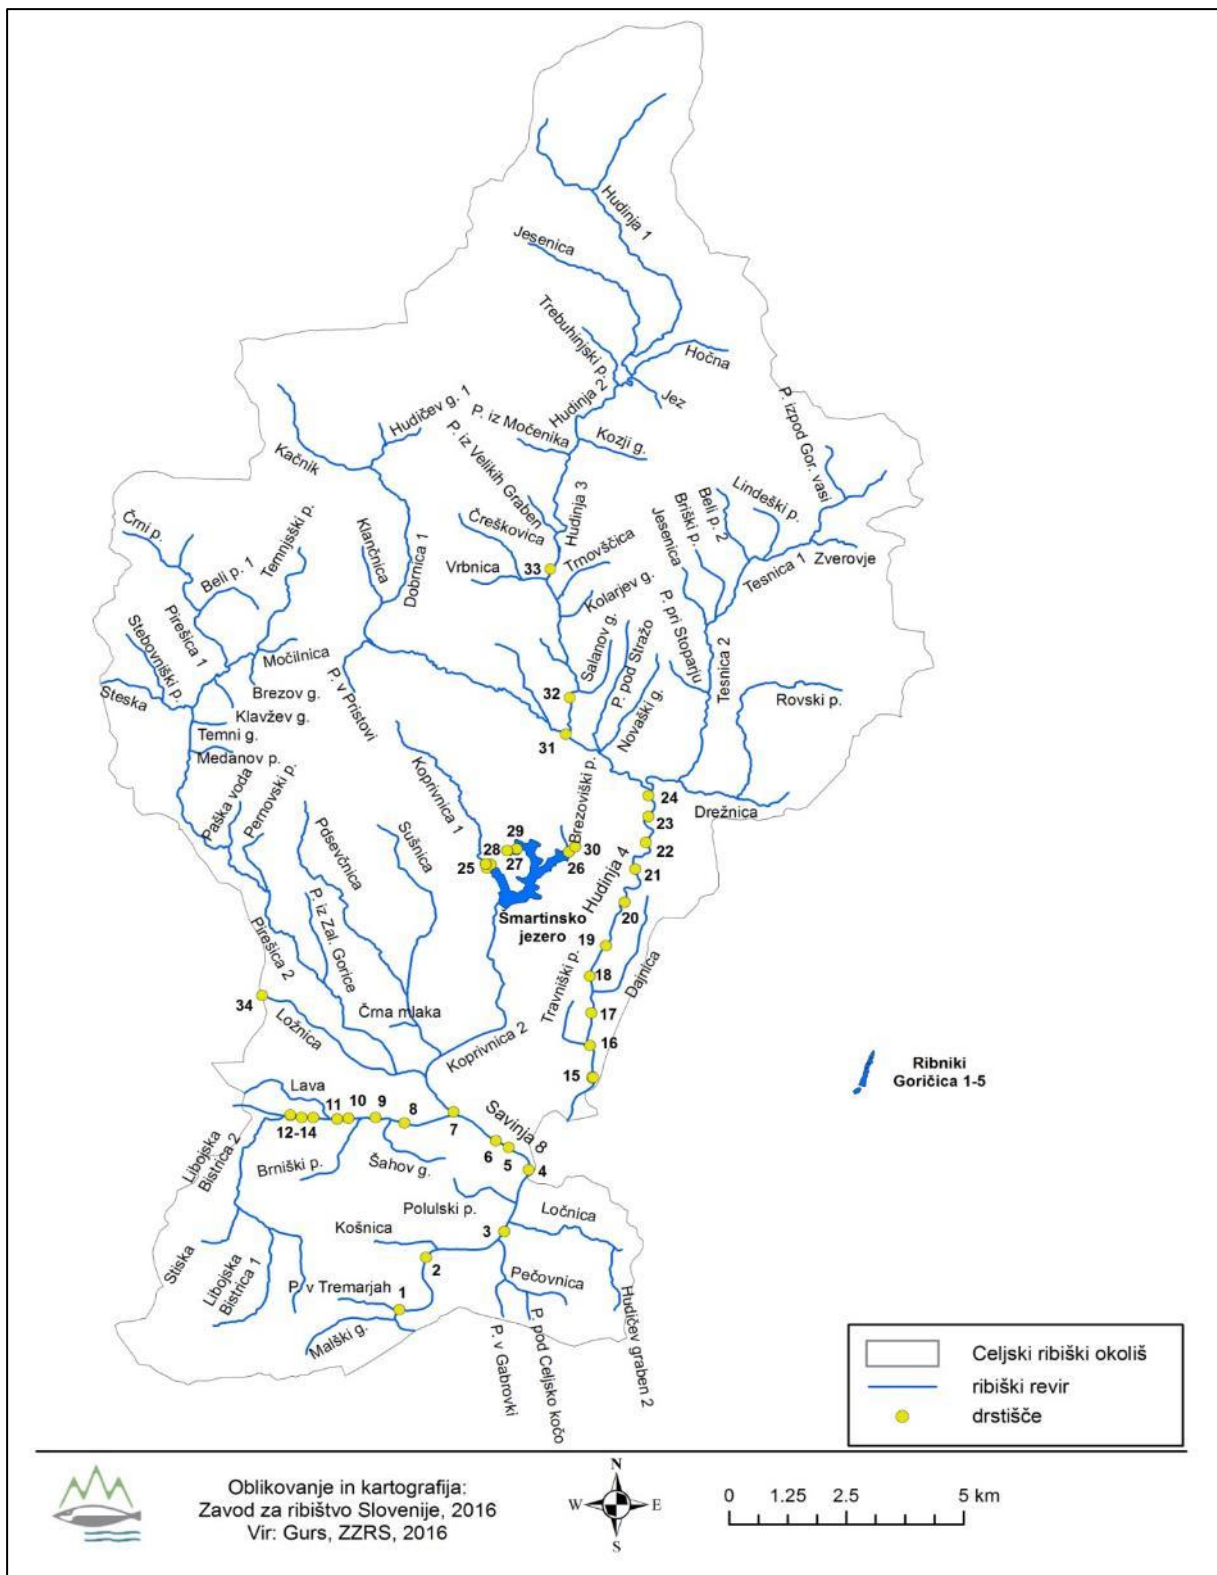 Hudinja 1
Jesenica
Trebuhinjski p.
Hočna
Hudinja 2
Jez
P. izpod Gor. vasi
Hudičev g. 1
P. iz Močenika
Kozji g.
Kačnik
P. iz Velikih Graben
Hudinja 3
Lindeški p.
Beli p. 2
Briški p.
Jesenica
Črni p.
Temnjški p.
Klančnica
Dobrnica 1
Čreškovica
Vrbnica
33
Trnovščica
Kolarjev g.
Tesnica 1
Zverovje
Beli p. 1
Pirešica 1
Stebovniški p.
Močilnica
Brezov g.
Steska
Klavžev g.
Temni g.
Medanov p.
P. v Pristovi
Salanov g.
P. pod Stražo
P. pri Stoparju
Novaški g.
Tesnica 2
Rovski p.
32
31
Paška voda
Pernovski p.
Koprivnica 1
Brezoviški p.
24
Drežnica
23
22
21
20
Pdsevčnica
Sušnica
29
28
27
25
30
26
Šmartinsko
jezero
Hudinja 4
P. iz Zal. Gorice
Pirešica 2
19
18
Travniški p.
Dajnica
34
Ložnica
Črna mlaka
Koprivnica 2
17
16
15
Ribniki
Goričica 1-5
Lava
11
10
9
8
12-14
7
Savinja 8
6
5
4
Libojska
Bistrica 2
Brniški p.
Šahov g.
Polulski p.
Ločnica
Košnica
3
2
Stiska
Libojska
Bistrica 1
P. v Tremarjah
1
Malški g.
Pečovnica
P. v Gabrovki
P. pod Celjsko kočo
Hudičev graben 2
Celjski ribiški okoliš
ribiški revir
drstišče
Oblikovanje in kartografija:
Zavod za ribištvo Slovenije, 2016
Vir: Gurs, ZZRS, 2016
N
W E
S
0 1.25 2.5 5 km